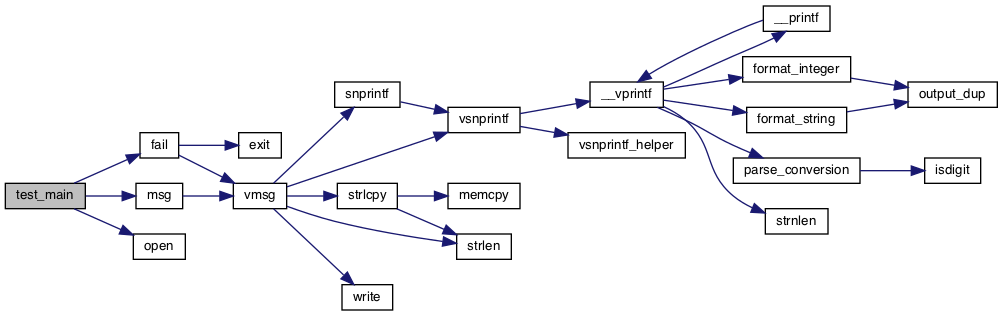 test_main
fail
msg
open
exit
vmsg
snprintf
strlcpy
write
vsnprintf
memcpy
strlen
__vprintf
vsnprintf_helper
__printf
format_integer
format_string
parse_conversion
strnlen
output_dup
isdigit